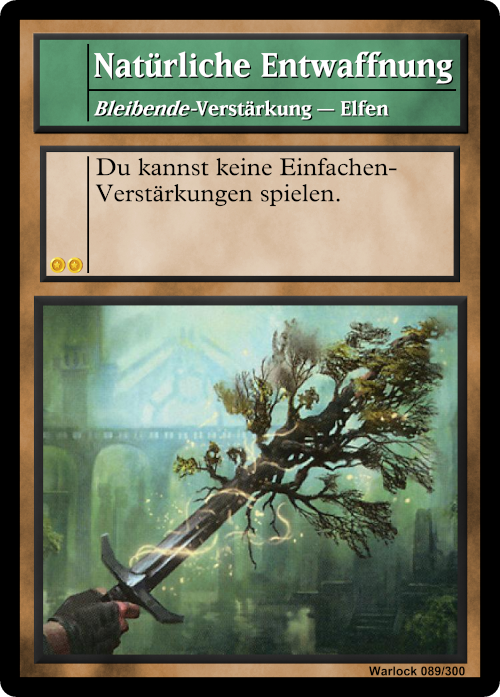 Natürliche Entwaffnung
Bleibende-Verstärkung — Elfen
Du kannst keine Einfachen-
Verstärkungen spielen.
Warlock 089/300